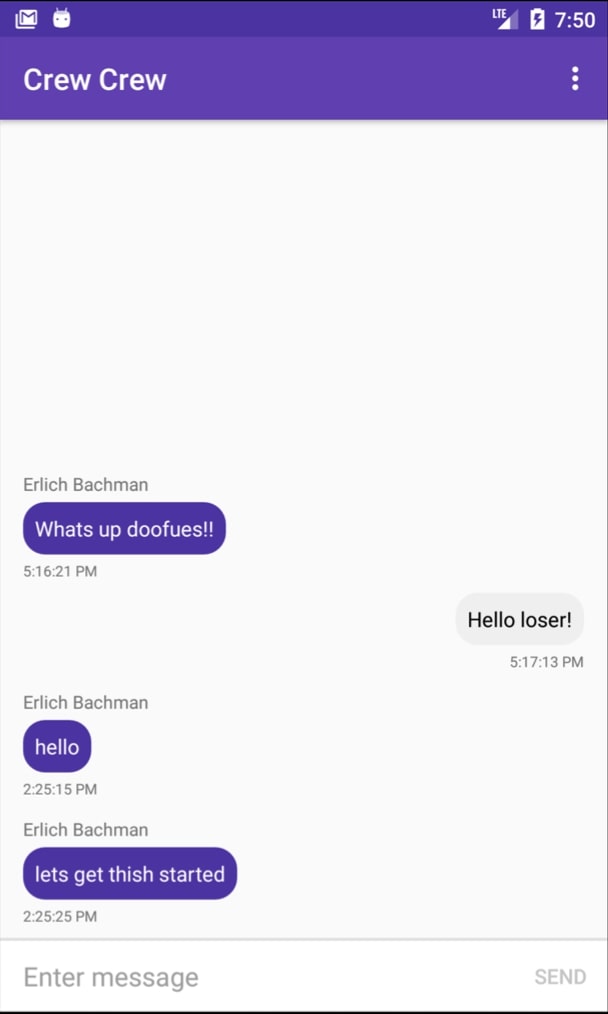 LTE 7:50
Crew Crew
Erlich Bachman
Whats up doofues!!
5:16:21 PM
Hello loser!
5:17:13 PM
Erlich Bachman
hello
2:25:15 PM
Erlich Bachman
lets get thish started
2:25:25 PM
Enter message SEND